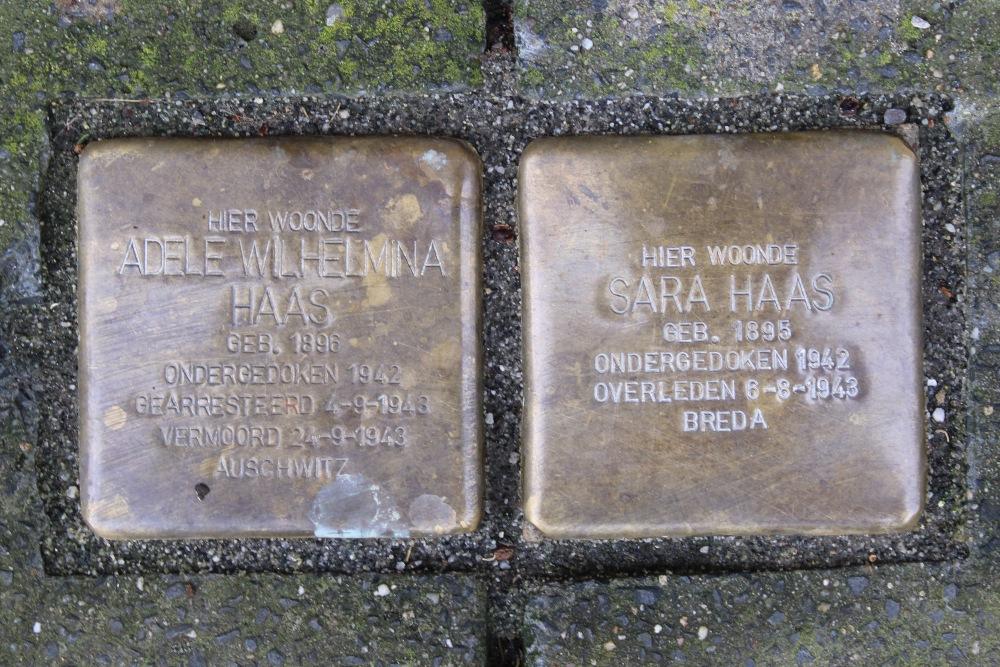 HIER WOONDE
ADELE WILHELMINA
HAAS
GEB. 1896
ONDERGEDOKEN 1942
GEARRESTEERD 4-9-1943
VERMOORD 24-9-1943
AUSCHWITZ
HIER WOONDE
SARA HAAS
GEB. 1895
ONDERGEDOKEN 1942
OVERLEDEN 6-8-1943
BREDA